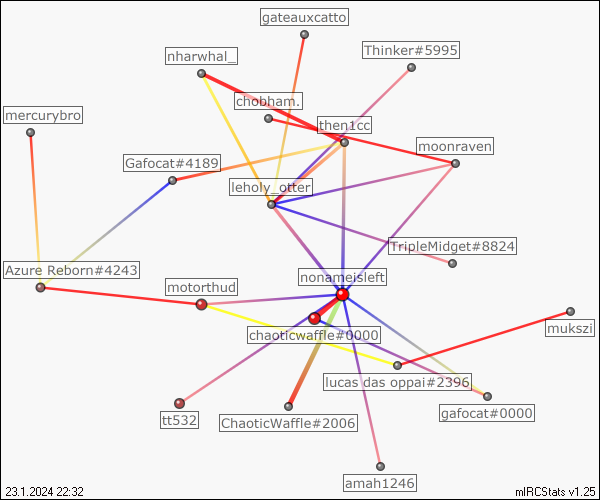 gateauxcatto
Thinker#5995
nharwhal_
chobham.
mercurybro
then1cc
moonraven
Gafocat#4189
leholy_otter
TripleMidget#8824
Azure Reborn#4243
nonameisleft
motorthud
mukszi
chaoticwaffle#0000
lucas das oppai#2396
gafocat#0000
tt532
ChaoticWaffle#2006
amah1246
23.1.2024 22:32
mIRCStats v1.25